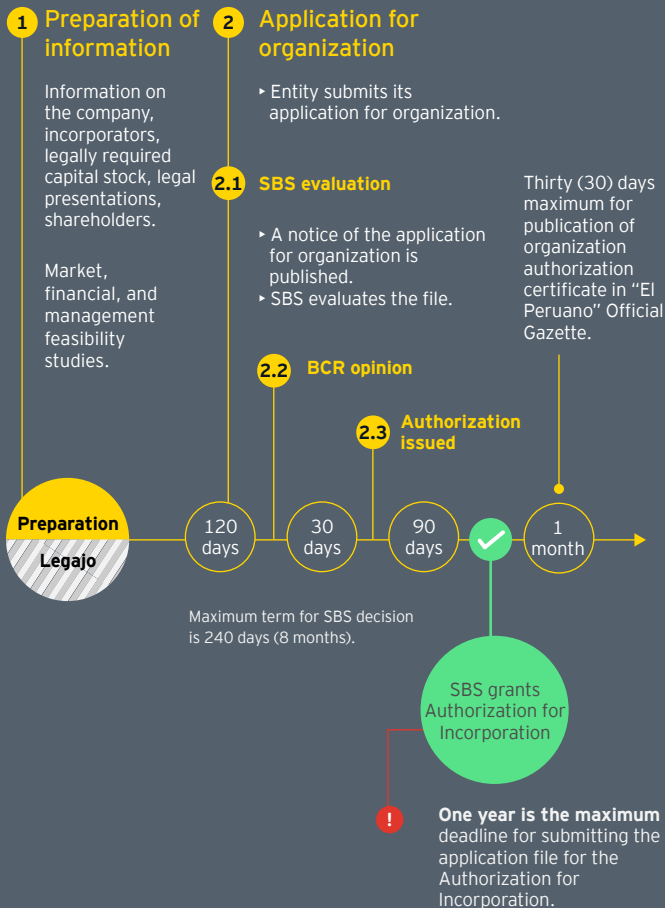 1 Preparation of
information
Information on
the company,
incorporators,
legally required
capital stock, legal
presentations,
shareholders.
Market,
financial, and
management
feasibility
studies.
2 Application for
organization
‣ Entity submits its
application for organization.
2.1 SBS evaluation
‣ A notice of the application
for organization is
published.
‣ SBS evaluates the file.
2.2 BCR opinion
2.3 Authorization
issued
Thirty (30) days
maximum for
publication of
organization
authorization
certificate in “El
Peruano” Official
Gazette.
Preparation
Legajo
120
days
30
days
90
days
1
month
Maximum term for SBS decision
is 240 days (8 months).
SBS grants
Authorization for
Incorporation
!
One year is the maximum
deadline for submitting the
application file for the
Authorization for
Incorporation.